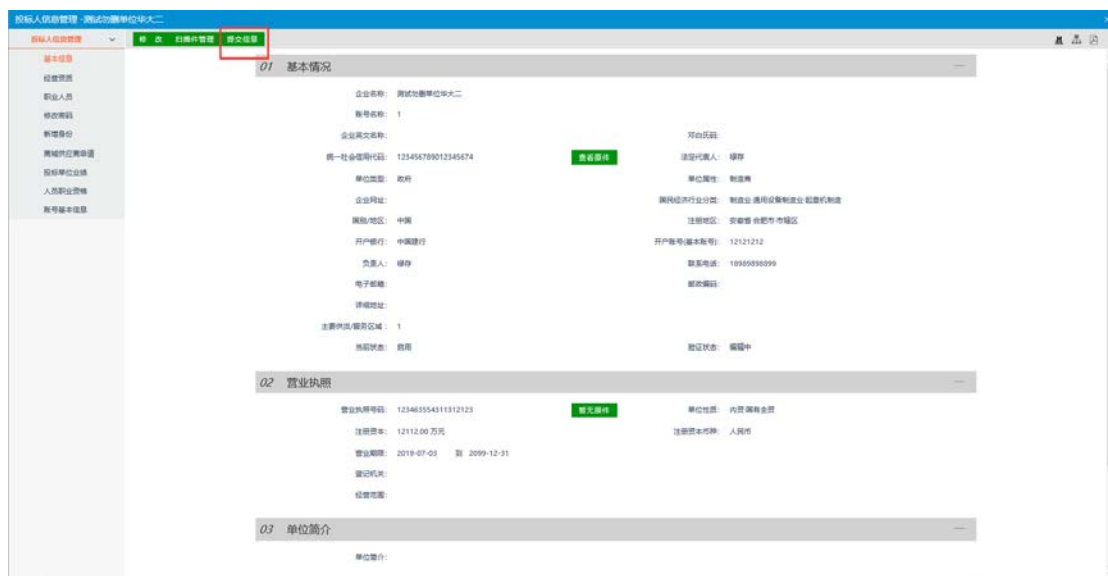 投标人信息管理 -测试勿删单位华大二
投标人信息管理
修 改 扫描件管理 提交信息
基本信息
经营资质
职业人员
修改密码
新增身份
商城供应商申请
投标单位业绩
人员职业资格
账号基本信息
01 基本情况
企业名称: 测试勿删单位华大二
账号名称: 1
企业英文名称: 邓白氏码:
统一社会信用代码: 123456789012345674 查看原件 法定代表人: 穆存
单位类型: 政府 单位属性: 制造商
企业网址: 国民经济行业分类: 制造业·通用设备制造业·起重机制造
国别/地区: 中国 注册地区: 安徽省·合肥市·市辖区
开户银行: 中国建行 开户账号(基本账号): 12121212
负责人: 穆存 联系电话: 18989898899
电子邮箱: 邮政编码:
详细地址:
主要供货/服务区域: 1
当前状态: 启用 验证状态: 编辑中
02 营业执照
营业执照号码: 123463554311312123 暂无原件 单位性质: 内资·国有全资
注册资本: 12112.00 万元 注册资本币种: 人民币
营业期限: 2019-07-03 到 2099-12-31
登记机关:
经营范围:
03 单位简介
单位简介: